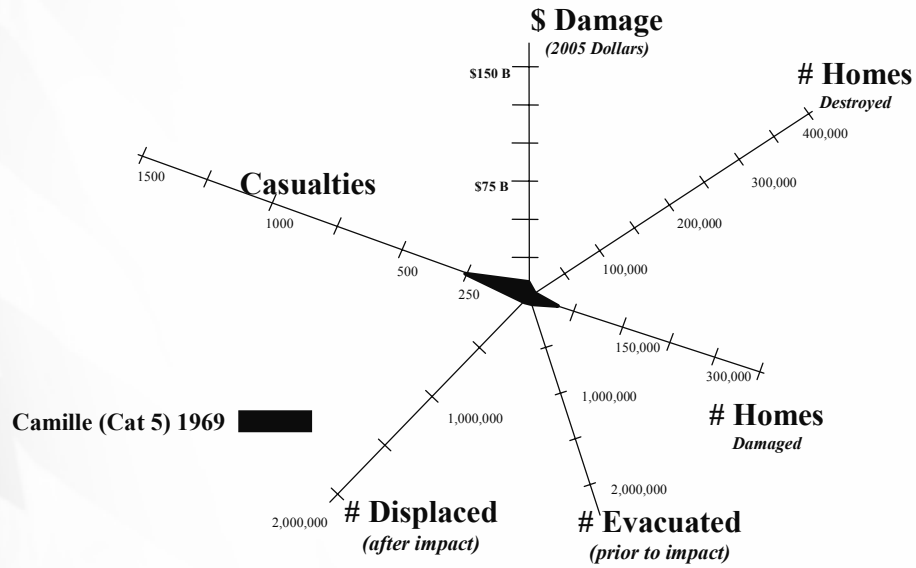 $ Damage
(2005 Dollars)
$150 B
# Homes
Destroyed
400,000
1500
Casualties
300,000
$75 B
1000
200,000
500
100,000
250
150,000
300,000
1,000,000
1,000,000
# Homes
Damaged
Camille (Cat 5) 1969
2,000,000
2,000,000
# Displaced
(after impact)
# Evacuated
(prior to impact)